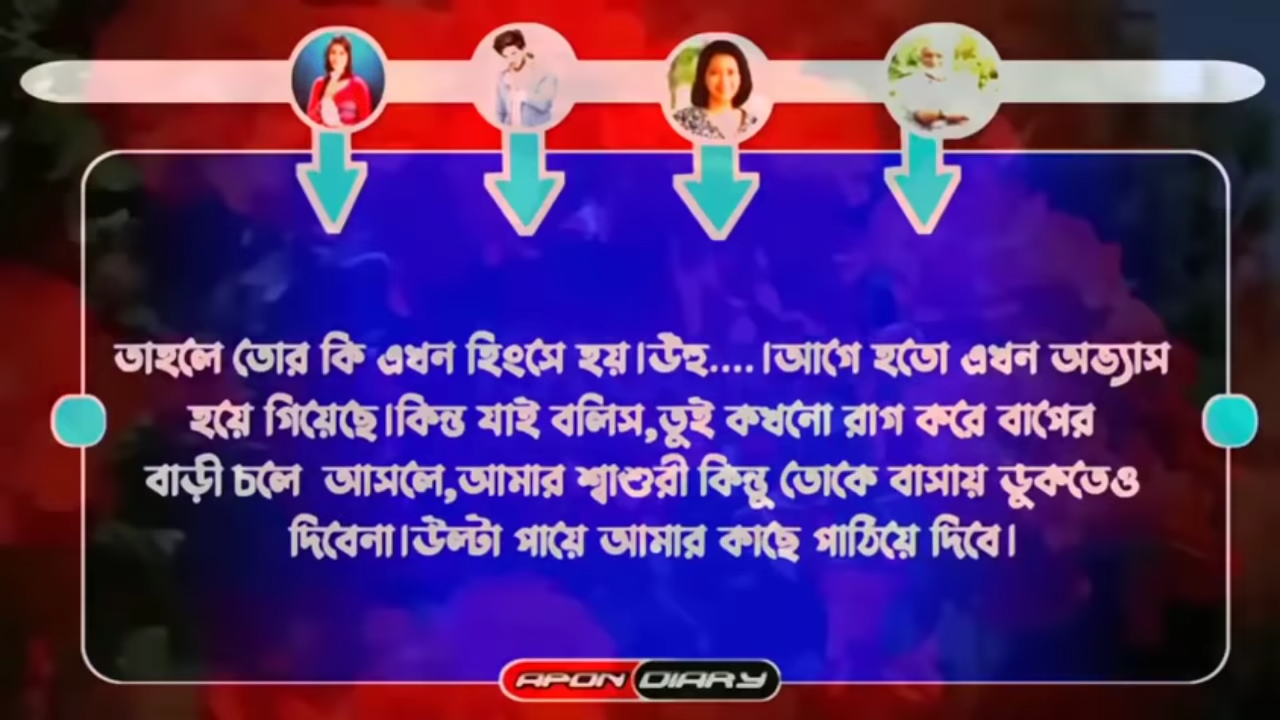 তাহলে তোর কি এখন হিংসে হয়।উহু....।আগে হতো এখন অভ্যাস
হয়ে গিয়েছে।কিন্ত যাই বলিস,তুই কখনো রাগ করে বাপের
বাড়ী চলে আসলে,আমার শ্বাশুরী কিন্তু তোকে বাসায় ডুকতেও
দিবেনা।উল্টা পায়ে আমার কাছে পাঠিয়ে দিবে।
APON DIARY